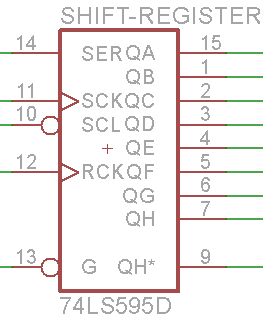 SHIFT-REGISTER
14 SER QA 15
QB 1
11 SCK QC 2
10 SCL QD 3
QE 4
12 RCK QF 5
QG 6
QH 7
13 G QH* 9
74LS595D